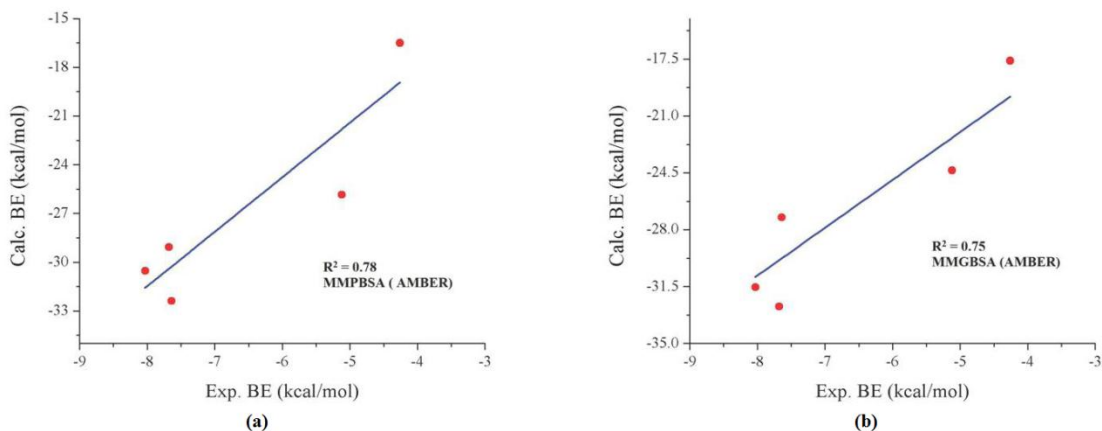 -15
-18
-21
-24
-27
-30
-33
Calc. BE (kcal/mol)
R² = 0.78
MMPBSA ( AMBER)
-9 -8 -7 -6 -5 -4 -3
Exp. BE (kcal/mol)
(a)
-17.5
-21.0
-24.5
-28.0
-31.5
-35.0
Calc. BE (kcal/mol)
R² = 0.75
MMGBSA (AMBER)
-9 -8 -7 -6 -5 -4 -3
Exp. BE (kcal/mol)
(b)